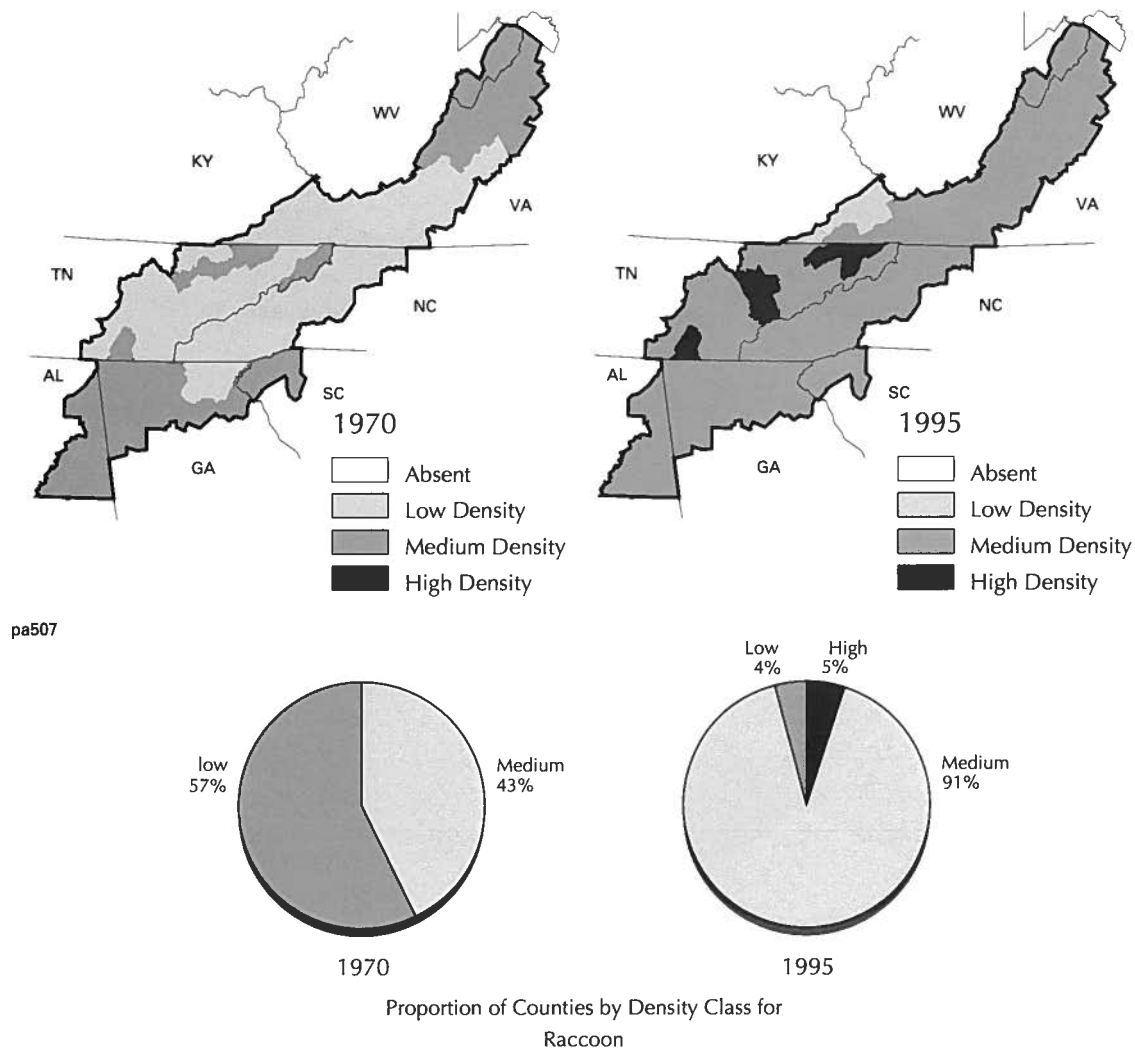 WV
KY
VA
TN
NC
AL
SC
GA
1970
Absent
Low Density
Medium Density
High Density
WV
KY
VA
TN
NC
AL
SC
GA
1995
Absent
Low Density
Medium Density
High Density
pa507
low
57%
Medium
43%
1970
Low
4%
High
5%
Medium
91%
1995
Proportion of Counties by Density Class for
Raccoon